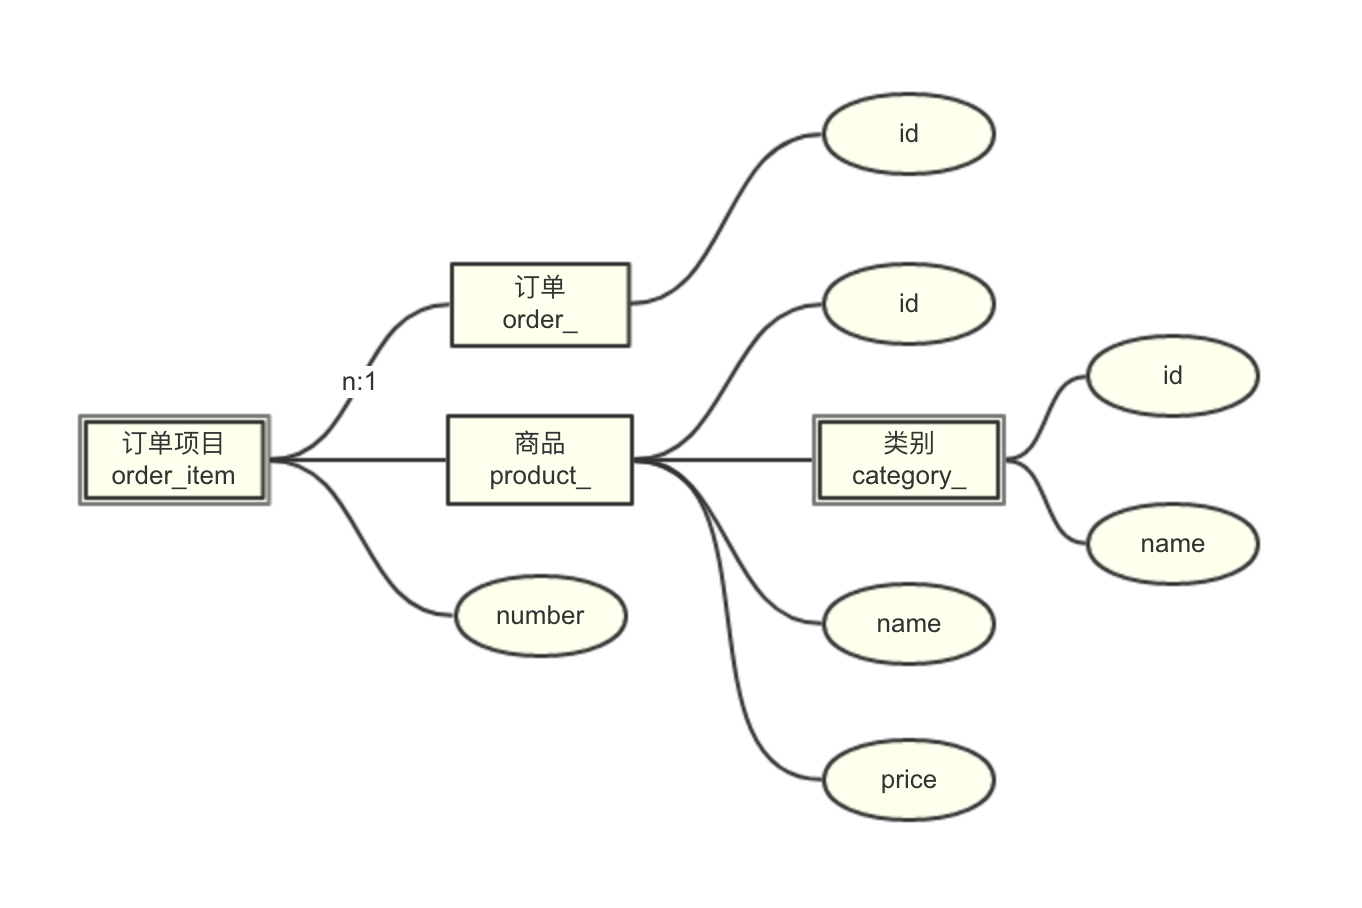 id
订单
order_
id
n:1
id
订单项目
order_item
商品
product_
类别
category_
name
number
name
price